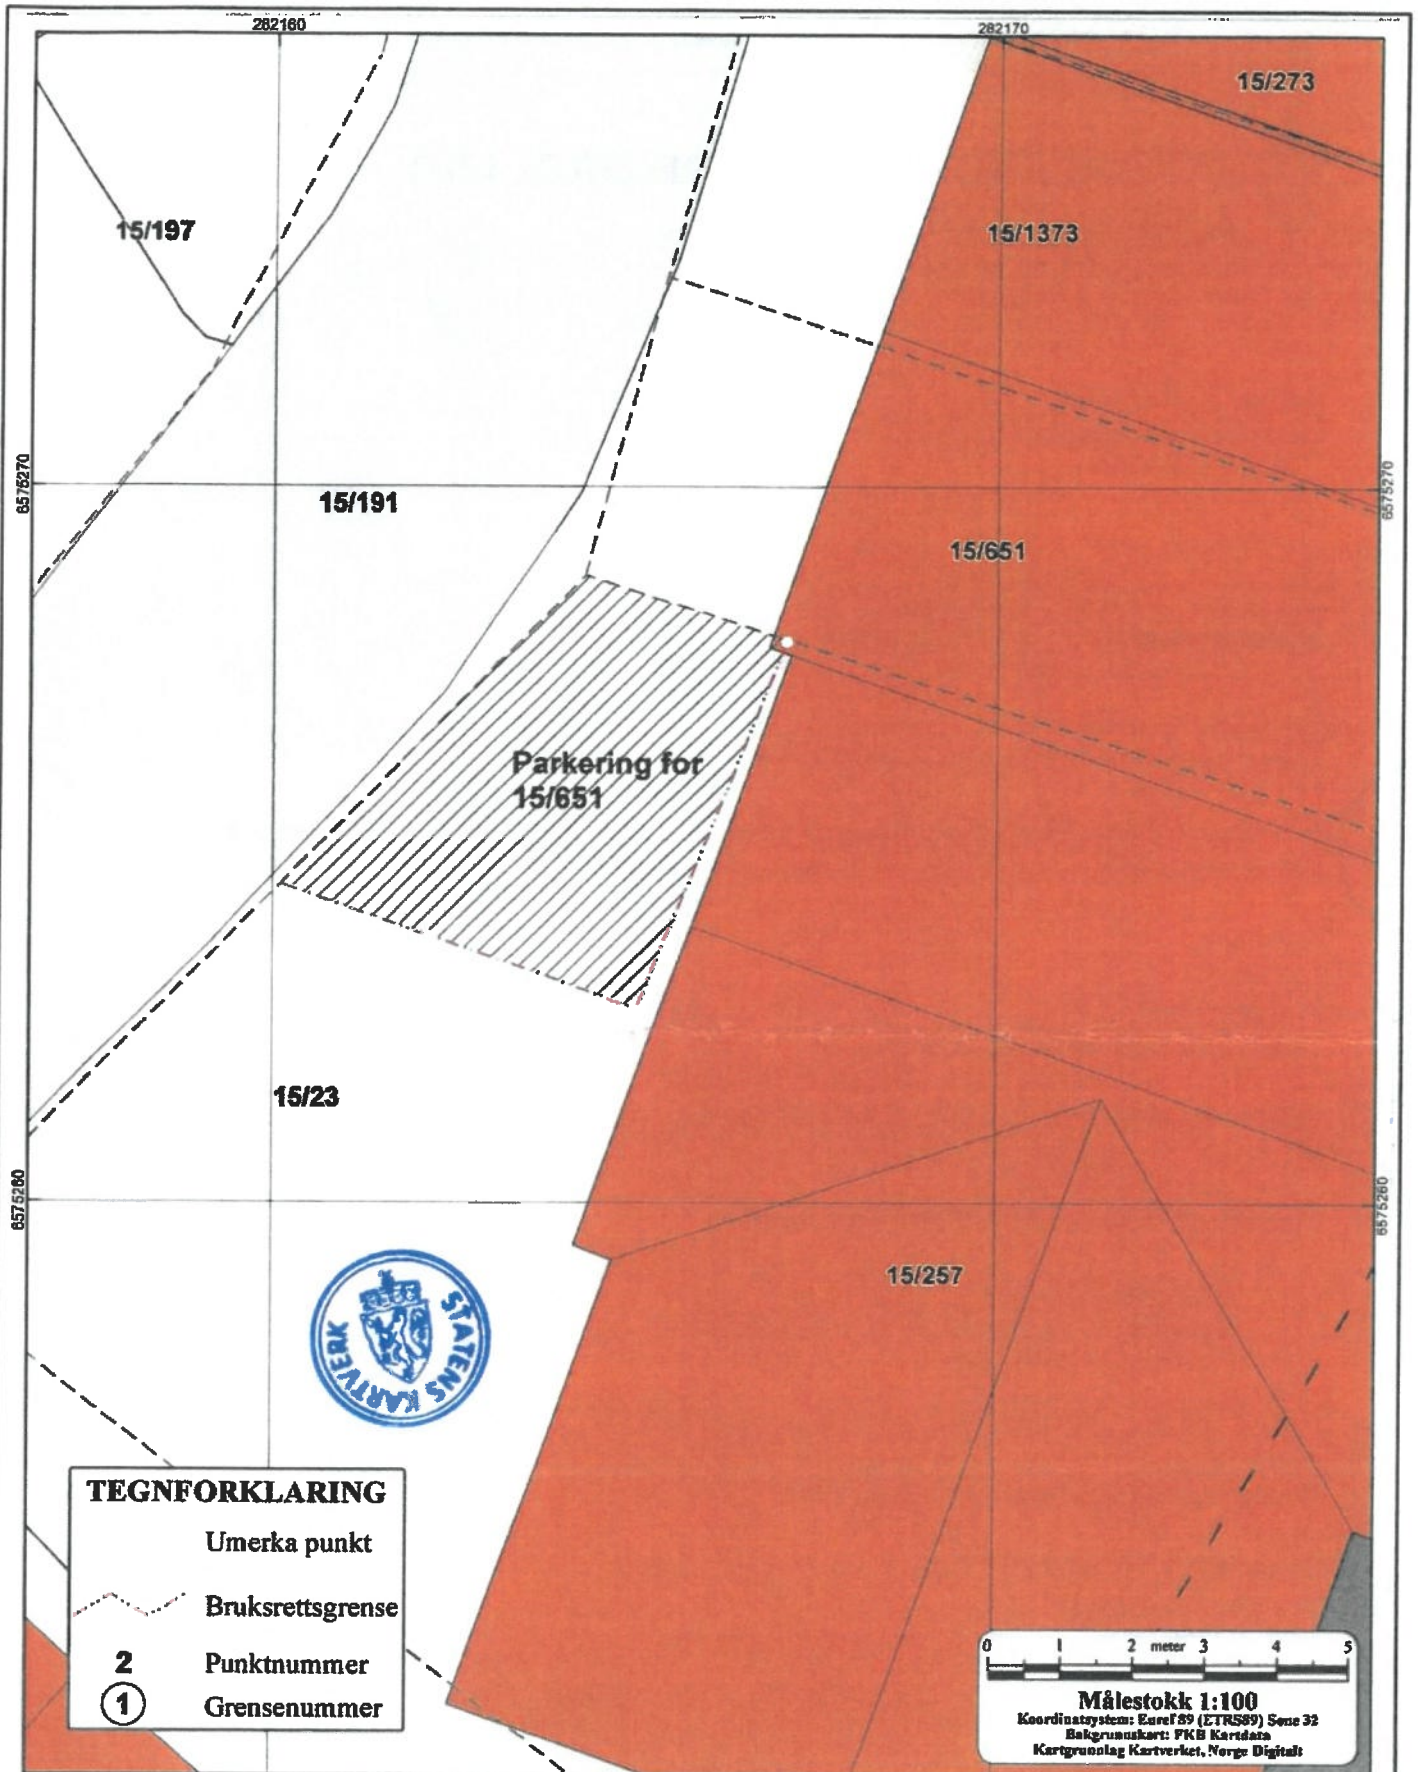 282160
282170
15/273
15/197
15/1373
6575270
6575270
15/191
15/651
Parkering for
15/651
15/23
6575260
6575260
15/257
STATENS KARTVERK
TEGNFORKLARING
Umerka punkt
Bruksrettsgrense
2 Punktnummer
1 Grensenummer
0 1 2 meter 3 4 5
Målestokk 1:100
Koordinatsystem: Euref 89 (ETRS89) Sone 32
Bakgrunnskart: FKB Kartdata
Kartgrunnlag Kartverket, Norge Digitalt